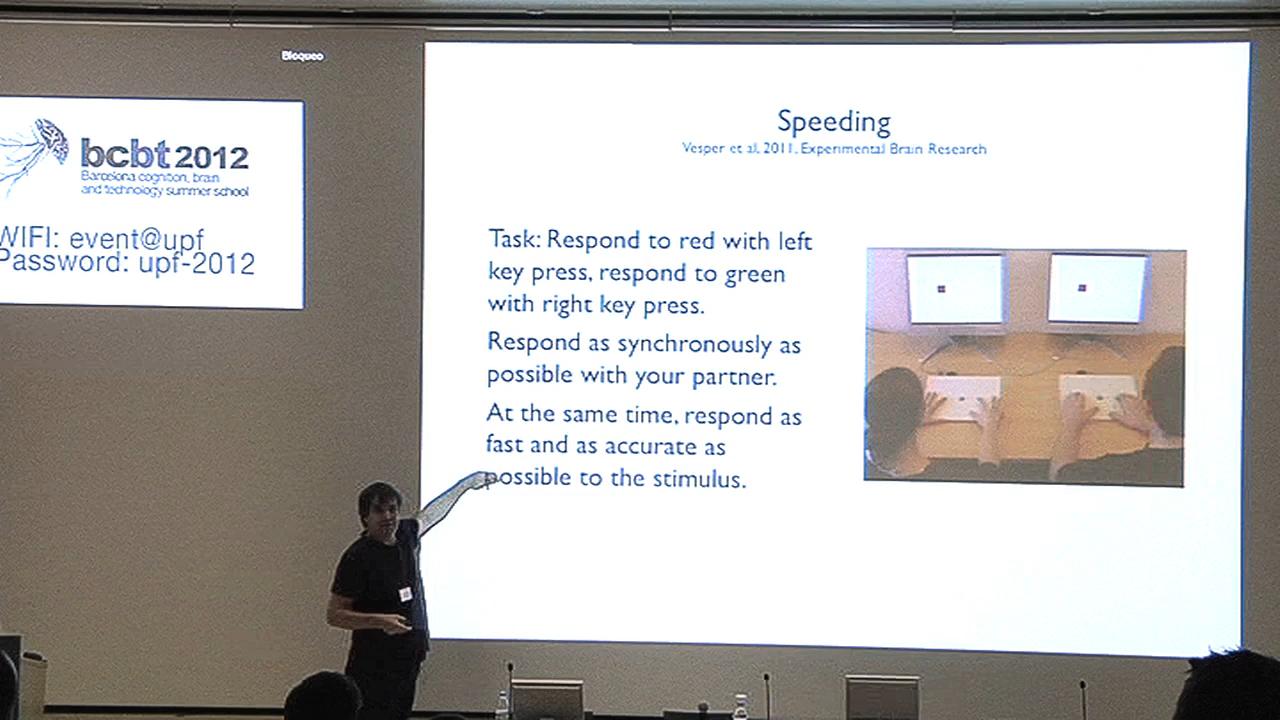 Bloqueo
bcbt 2012
Barcelona cognition, brain
and technology summer school
WIFI: event@upf
Password: upf-2012
Speeding
Vesper et al, 2011, Experimental Brain Research
Task: Respond to red with left
key press, respond to green
with right key press.
Respond as synchronously as
possible with your partner.
At the same time, respond as
fast and as accurate as
possible to the stimulus.